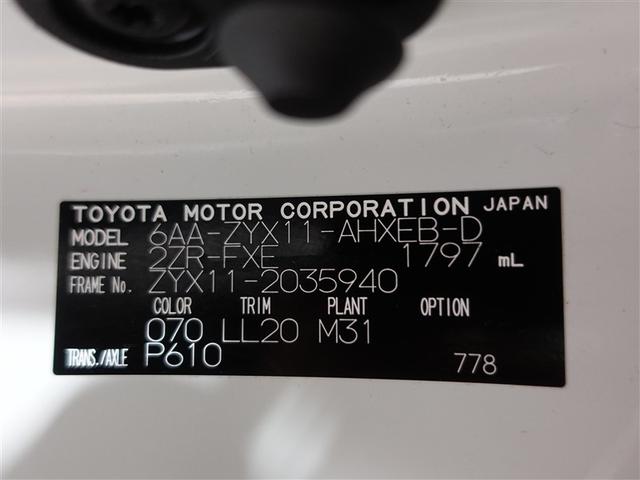 TOYOTA MOTOR CORPORATION JAPAN
MODEL 6AA-ZYX11-AHXEB-D
ENGINE 2ZR-FXE 1797 mL
FRAME No. ZYX11-2035940
COLOR TRIM PLANT OPTION
070 LL20 M31
TRANS./AXLE P610 778